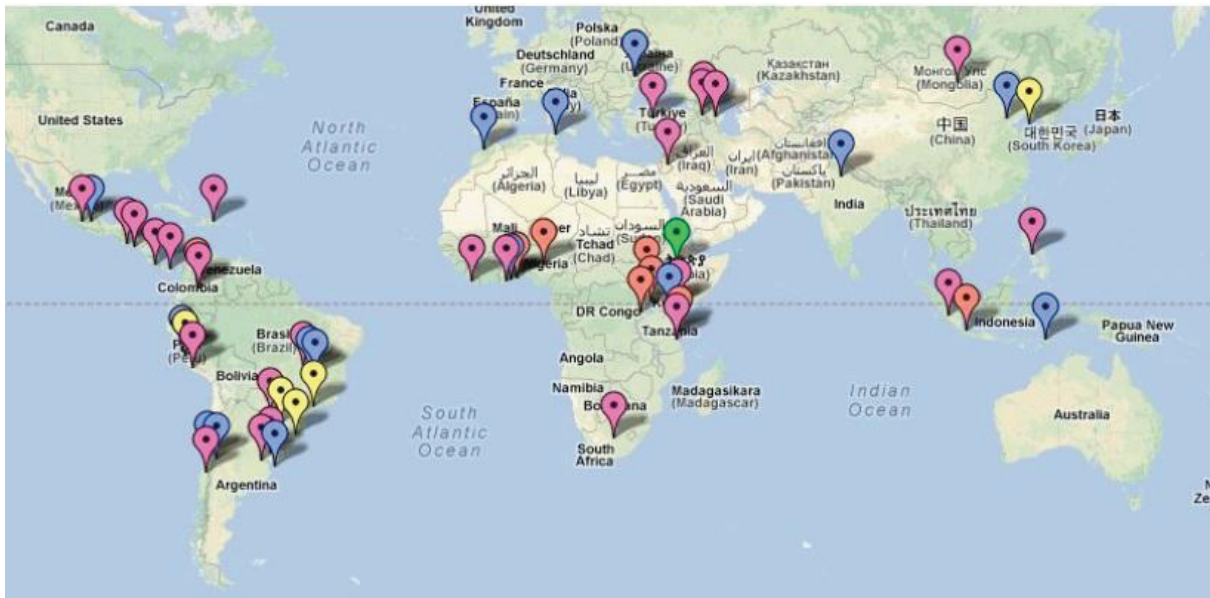 United
Kingdom
Canada
Polska
(Poland)
Deutschland
(Germany)
(Ukraine)
Қазақстан
(Kazakhstan)
Монгол Улс
(Mongolia)
France
España
United States
North
Atlantic
Ocean
Türkiye
中国
(China)
日本
(Japan)
대한민국
(South Korea)
(Afghanistan)
پاکستان
(Pakistan)
العراق
(Iraq)
ایران
(Iran)
الجزائر
(Algeria)
ليبيا
(Libya)
مصر
(Egypt)
السعودية
(Saudi
Arabia)
India
ประเทศไทย
(Thailand)
Mali
تشاد
Tchad
(Chad)
السودان
Nigeria
Venezuela
Colombia
DR Congo
Tanzania
Indonesia
Papua New
Guinea
Brasil
(Brazil)
(Peru)
Bolivia
Angola
Namibia
Botswana
Madagasikara
(Madagascar)
Indian
Ocean
Australia
South
Atlantic
Ocean
South
Africa
Argentina